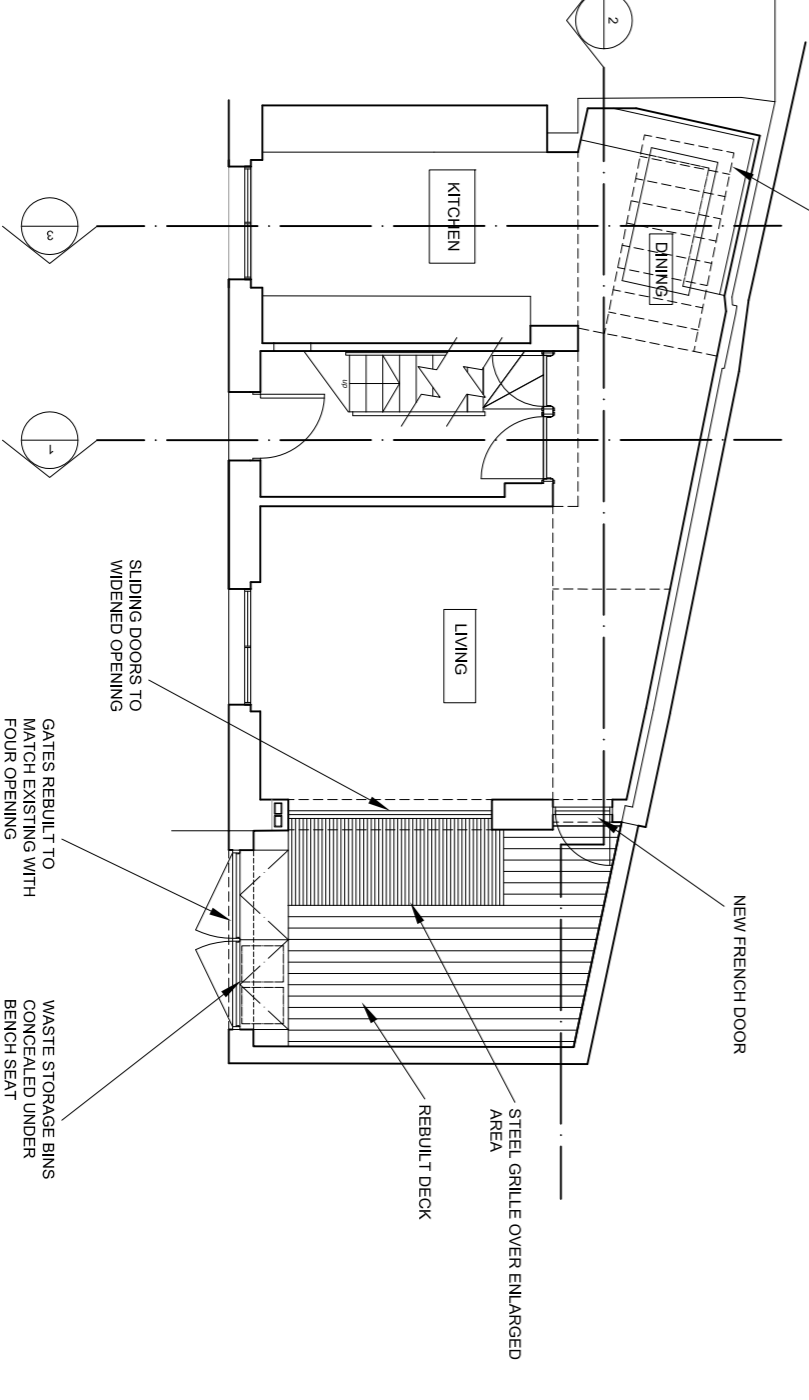 2
3
1
KITCHEN
DINING
up
LIVING
SLIDING DOORS TO
WIDENED OPENING
GATES REBUILT TO
MATCH EXISTING WITH
FOUR OPENING
WASTE STORAGE BINS
CONCEALED UNDER
BENCH SEAT
NEW FRENCH DOOR
STEEL GRILLE OVER ENLARGED
AREA
REBUILT DECK